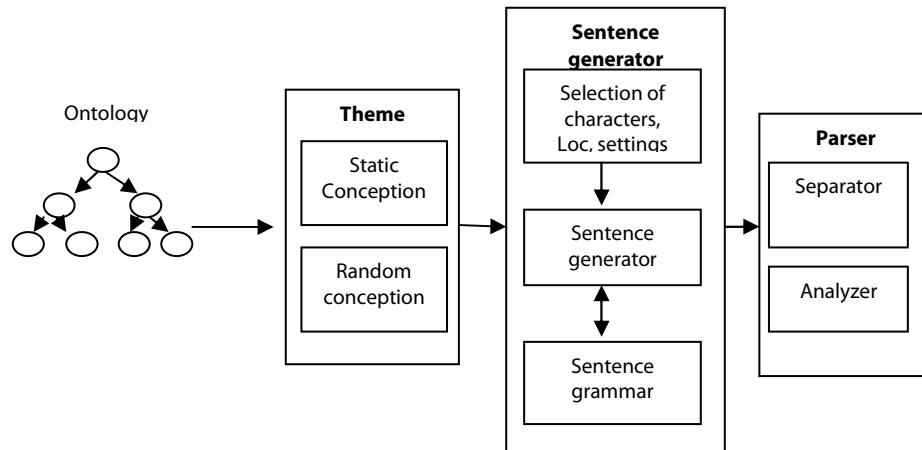 Ontology
Theme
Static
Conception
Random
conception
Sentence
generator
Selection of
characters,
Loc, settings
Sentence
generator
Sentence
grammar
Parser
Separator
Analyzer